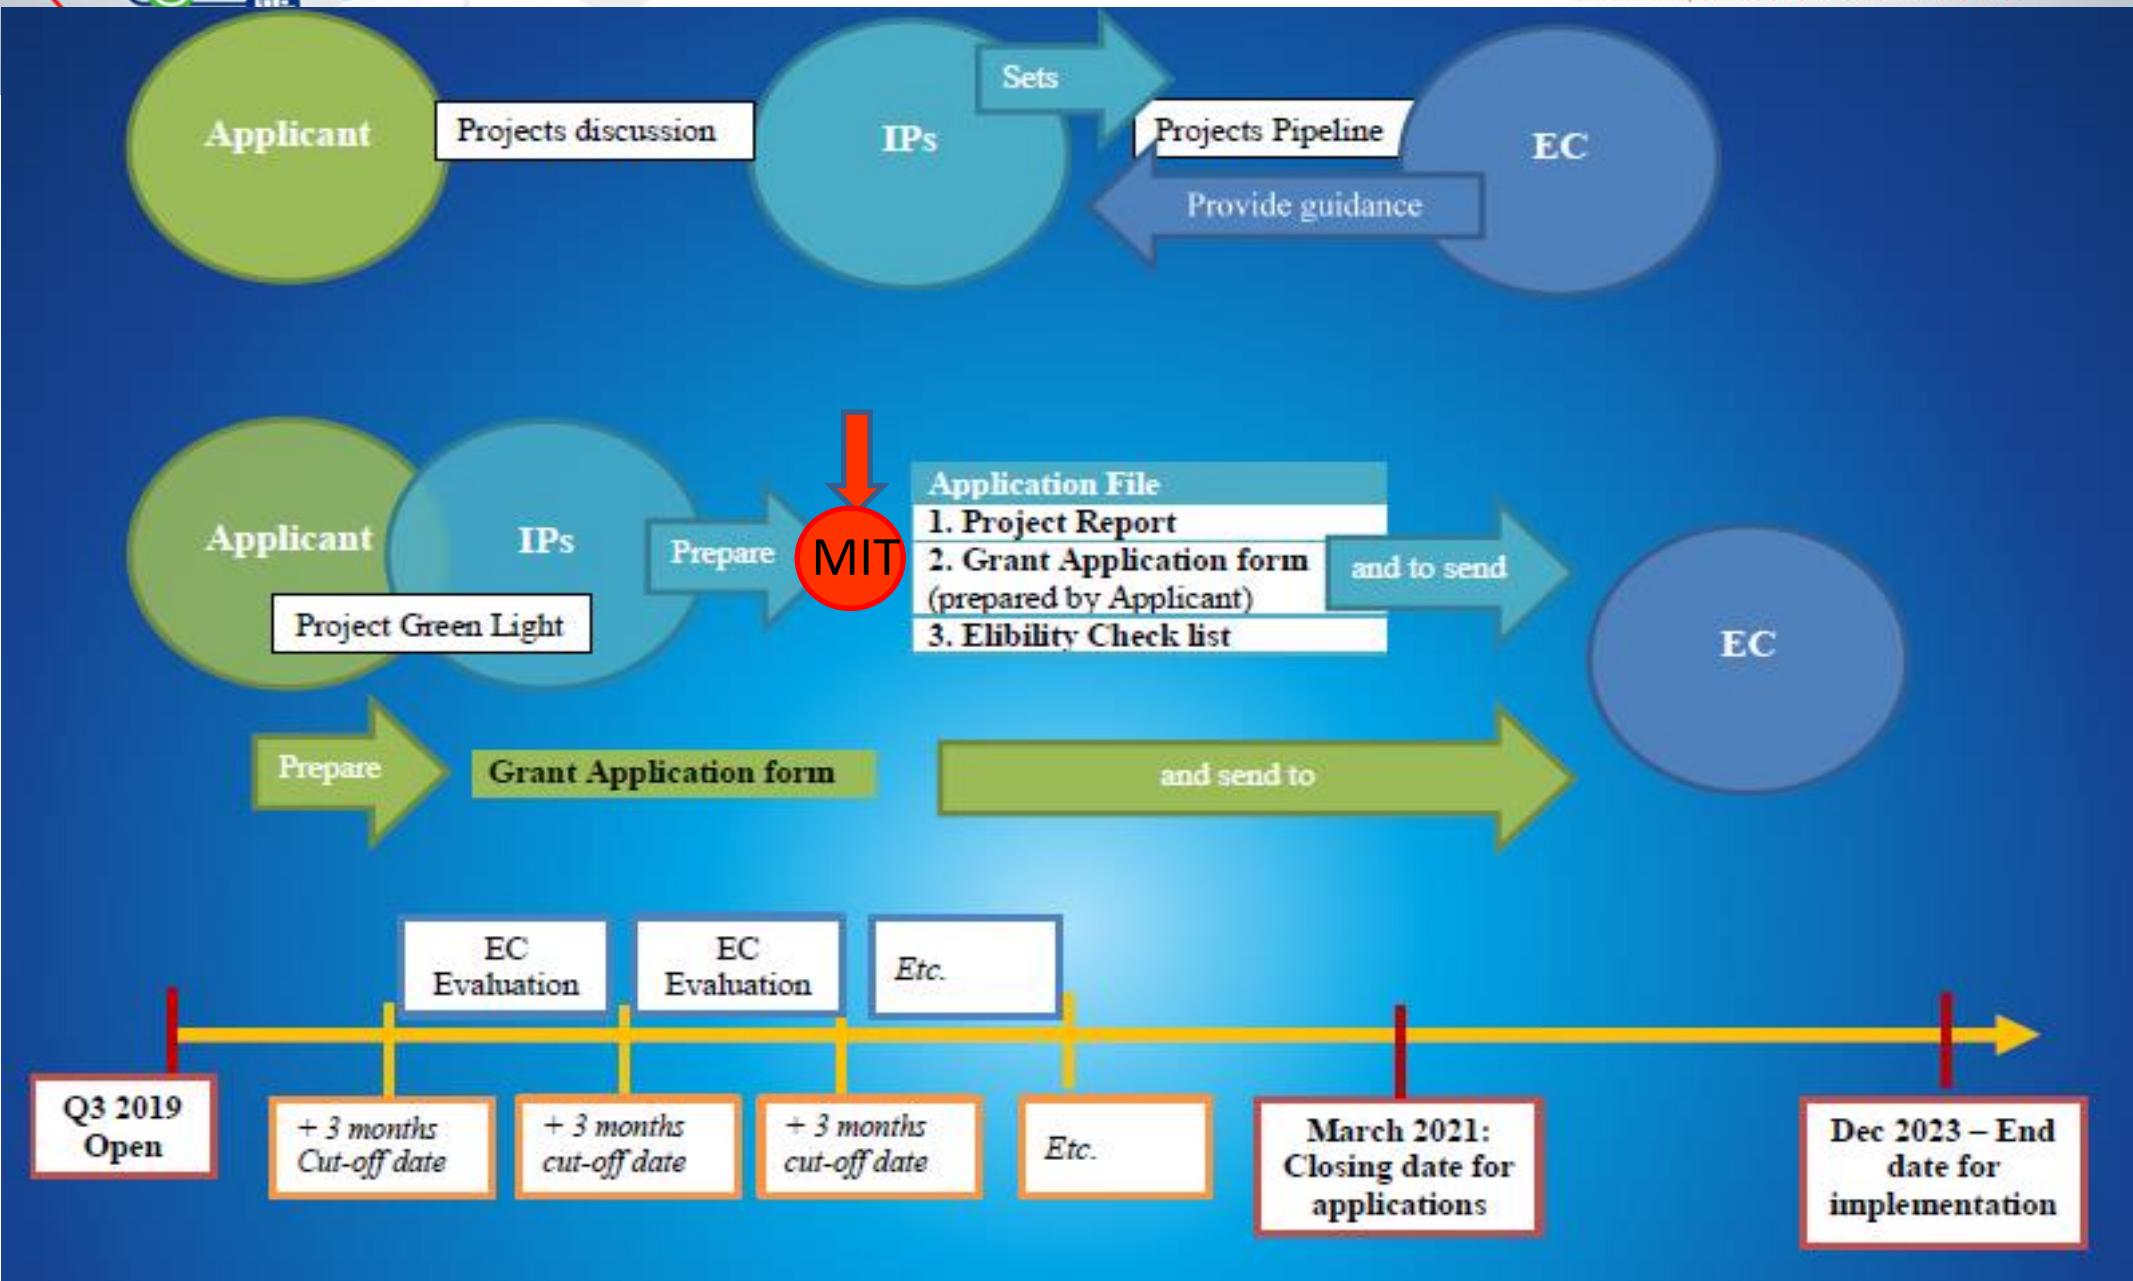 Applicant
Projects discussion
IPs
Sets
Projects Pipeline
Provide guidance
EC
Applicant
IPs
Project Green Light
Prepare
MIT
Application File
1. Project Report
2. Grant Application form
(prepared by Applicant)
3. Elibility Check list
and to send
EC
Prepare
Grant Application form
and send to
EC
Evaluation
EC
Evaluation
Etc.
Q3 2019
Open
+ 3 months
Cut-off date
+ 3 months
cut-off date
+ 3 months
cut-off date
Etc.
March 2021:
Closing date for
applications
Dec 2023 – End
date for
implementation